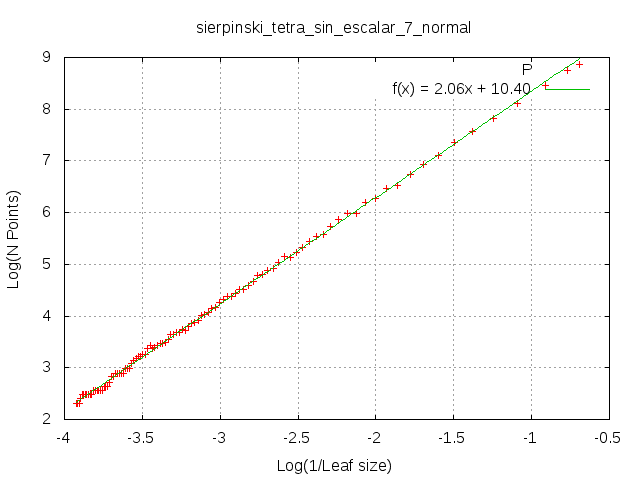 sierpinski_tetra_sin_escalar_7_normal
9
8
7
6
5
4
3
2
P
f(x) = 2.06x + 10.40
Log(N Points)
-4 -3.5 -3 -2.5 -2 -1.5 -1 -0.5
Log(1/Leaf size)